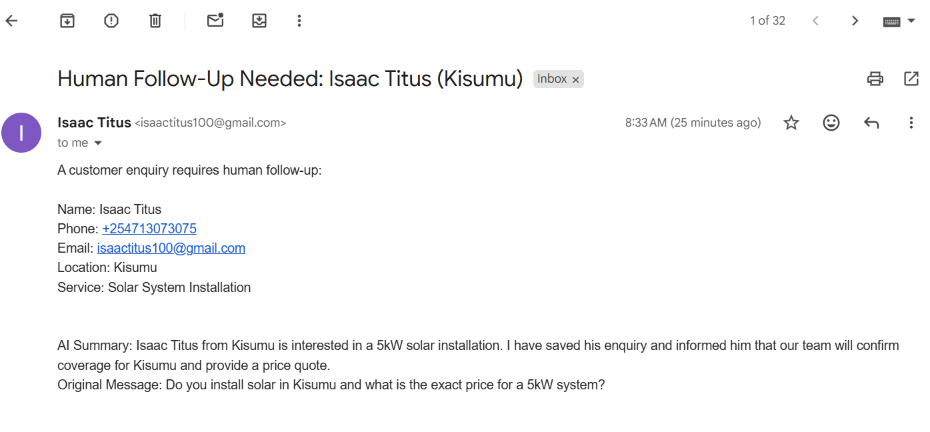 1 of 32
Human Follow-Up Needed: Isaac Titus (Kisumu) Inbox x
I
Isaac Titus <isaactitus100@gmail.com> 8:33 AM (25 minutes ago)
to me
A customer enquiry requires human follow-up:
Name: Isaac Titus
Phone: +254713073075
Email: isaactitus100@gmail.com
Location: Kisumu
Service: Solar System Installation
AI Summary: Isaac Titus from Kisumu is interested in a 5kW solar installation. I have saved his enquiry and informed him that our team will confirm
coverage for Kisumu and provide a price quote.
Original Message: Do you install solar in Kisumu and what is the exact price for a 5kW system?